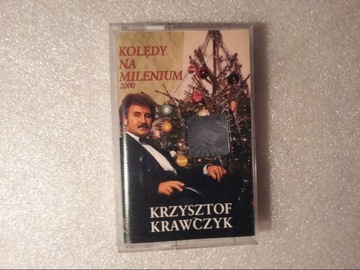 KOLĘDY
NA
MILENIUM
2000
KRZYSZTOF
KRAWCZYK